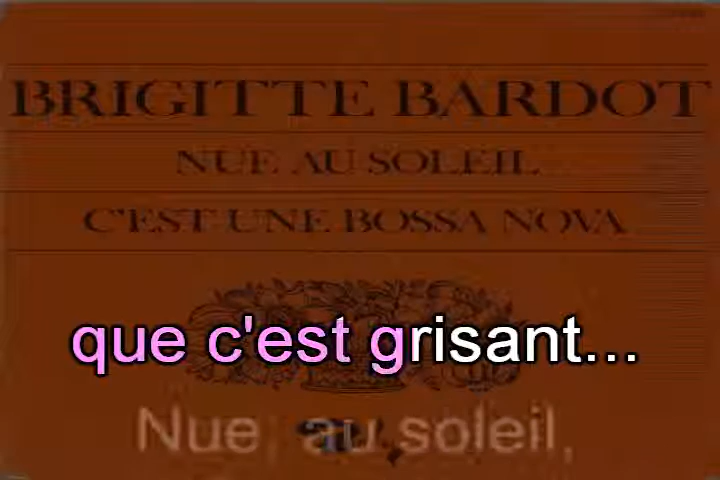 BRIGITTE BARDOT
NUE AU SOLEIL
C'EST UNE BOSSA NOVA
que c'est grisant...
Nue, au soleil,